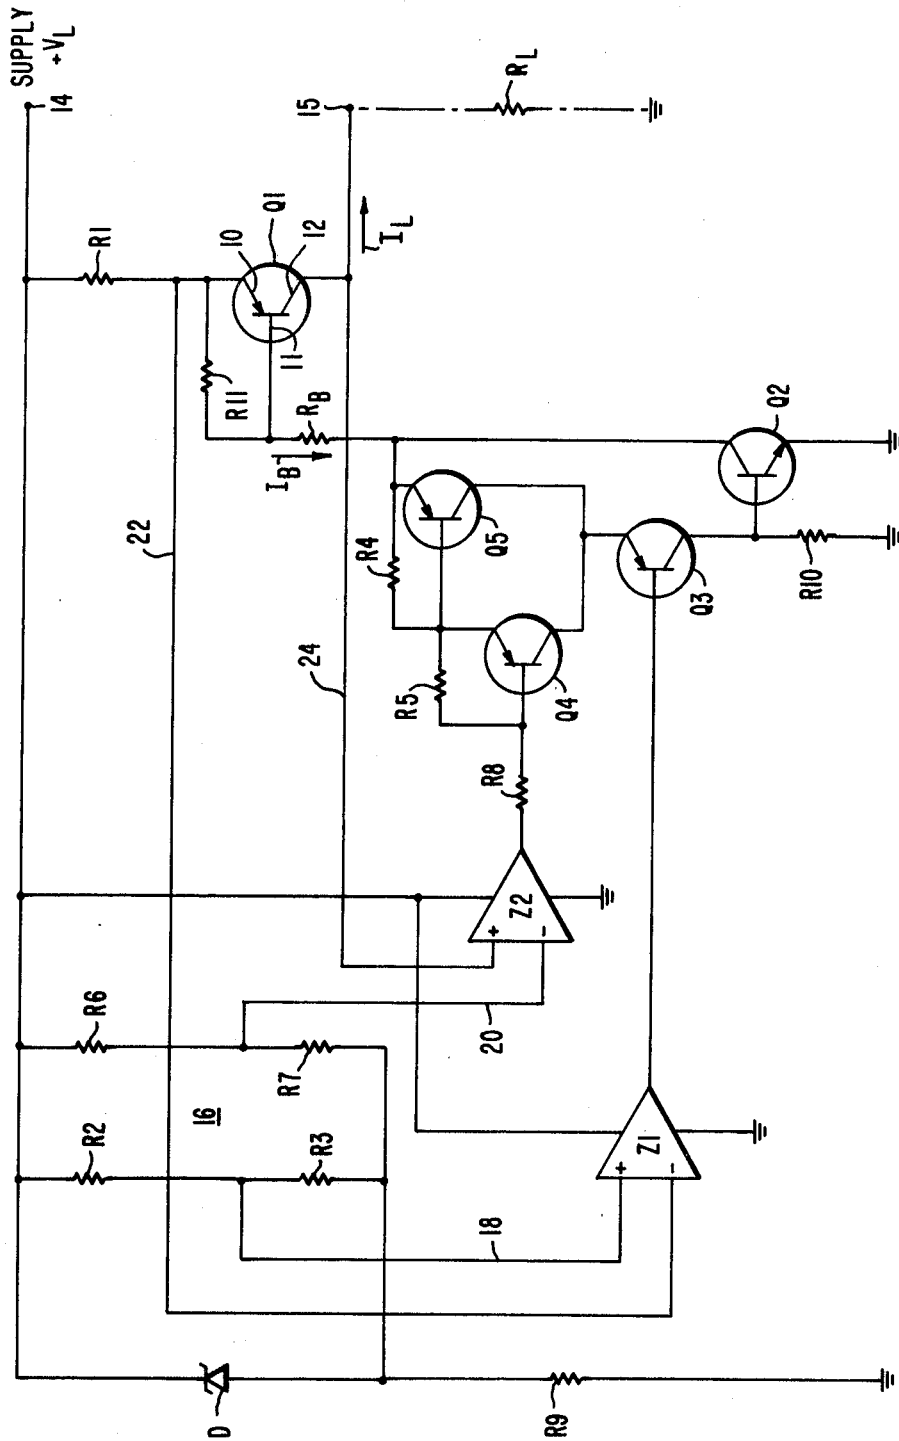 SUPPLY
+VL
14
15
RL
R1
10
Q1
12
11
IL
R11
RB
IB
22
Q2
R4
Q5
24
R5
Q4
Q3
R10
R8
+
Z2
−
R6
20
R7
16
R2
R3
+
Z1
−
18
D
R9